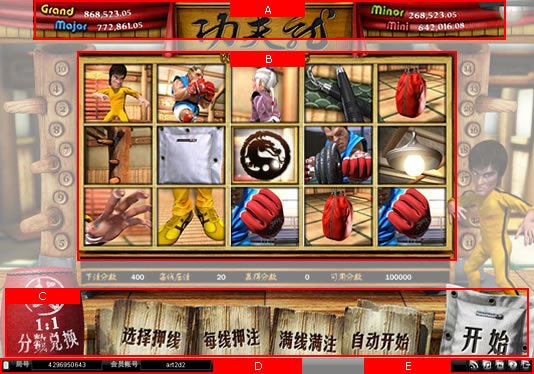 A
Grand 868,523.05
Major 772,861.05
功夫龍
Minor 268,523.05
Mini 642,016.08
B
下注分数 400 每线压注 20 赢得分数 0 可用分数 100000
C
1:1
分数兑换
选择押线
每线押注
满线满注
自动开始
开始
局号 4296950643 会员帐号 art2d2
D
E